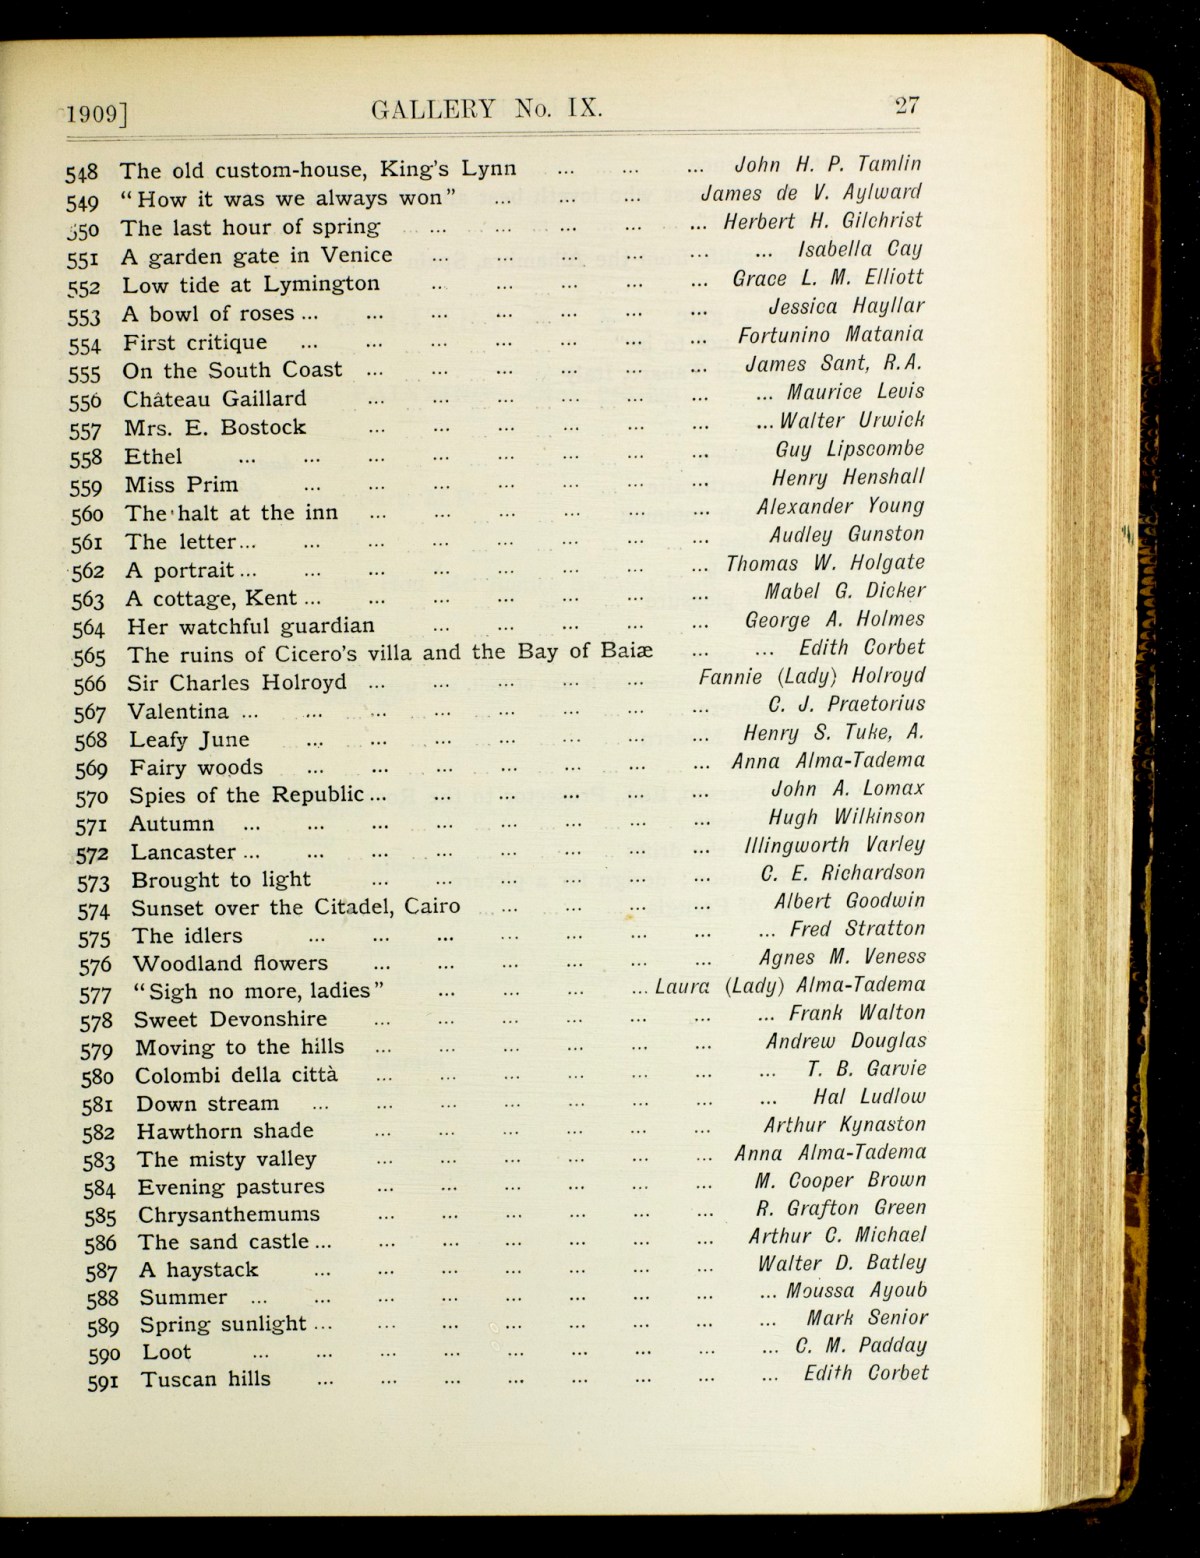 1909] GALLERY No. IX. 27
548 The old custom-house, King's Lynn ... ... ... John H. P. Tamlin
549 "How it was we always won" ... ... ... James de V. Aylward
550 The last hour of spring ... ... ... ... ... Herbert H. Gilchrist
551 A garden gate in Venice ... ... ... ... ... ... Isabella Cay
552 Low tide at Lymington ... ... ... ... ... Grace L. M. Elliott
553 A bowl of roses ... ... ... ... ... ... ... Jessica Hayllar
554 First critique ... ... ... ... ... ... ... Fortunino Matania
555 On the South Coast ... ... ... ... ... ... James Sant, R.A.
556 Château Gaillard ... ... ... ... ... ... ... Maurice Levis
557 Mrs. E. Bostock ... ... ... ... ... ... ... Walter Urwick
558 Ethel ... ... ... ... ... ... ... ... Guy Lipscombe
559 Miss Prim ... ... ... ... ... ... ... Henry Henshall
560 The halt at the inn ... ... ... ... ... ... Alexander Young
561 The letter... ... ... ... ... ... ... ... Audley Gunston
562 A portrait ... ... ... ... ... ... ... ... Thomas W. Holgate
563 A cottage, Kent ... ... ... ... ... ... ... Mabel G. Dicker
564 Her watchful guardian ... ... ... ... ... George A. Holmes
565 The ruins of Cicero's villa and the Bay of Baiæ ... ... Edith Corbet
566 Sir Charles Holroyd ... ... ... ... ... Fannie (Lady) Holroyd
567 Valentina ... ... ... ... ... ... ... ... C. J. Praetorius
568 Leafy June ... ... ... ... ... ... ... Henry S. Tuke, A.
569 Fairy woods ... ... ... ... ... ... ... Anna Alma-Tadema
570 Spies of the Republic ... ... ... ... ... ... John A. Lomax
571 Autumn ... ... ... ... ... ... ... ... Hugh Wilkinson
572 Lancaster ... ... ... ... ... ... ... ... Illingworth Varley
573 Brought to light ... ... ... ... ... ... C. E. Richardson
574 Sunset over the Citadel, Cairo ... ... ... ... Albert Goodwin
575 The idlers ... ... ... ... ... ... ... ... Fred Stratton
576 Woodland flowers ... ... ... ... ... ... Agnes M. Veness
577 "Sigh no more, ladies" ... ... ... ... Laura (Lady) Alma-Tadema
578 Sweet Devonshire ... ... ... ... ... ... ... Frank Walton
579 Moving to the hills ... ... ... ... ... ... Andrew Douglas
580 Colombi della città ... ... ... ... ... ... ... T. B. Garvie
581 Down stream ... ... ... ... ... ... ... ... Hal Ludlow
582 Hawthorn shade ... ... ... ... ... ... Arthur Kynaston
583 The misty valley ... ... ... ... ... ... Anna Alma-Tadema
584 Evening pastures ... ... ... ... ... ... M. Cooper Brown
585 Chrysanthemums ... ... ... ... ... ... R. Grafton Green
586 The sand castle ... ... ... ... ... ... ... Arthur C. Michael
587 A haystack ... ... ... ... ... ... ... Walter D. Batley
588 Summer ... ... ... ... ... ... ... ... ... Moussa Ayoub
589 Spring sunlight ... ... ... ... ... ... ... ... Mark Senior
590 Loot ... ... ... ... ... ... ... ... ... C. M. Padday
591 Tuscan hills ... ... ... ... ... ... ... ... Edith Corbet